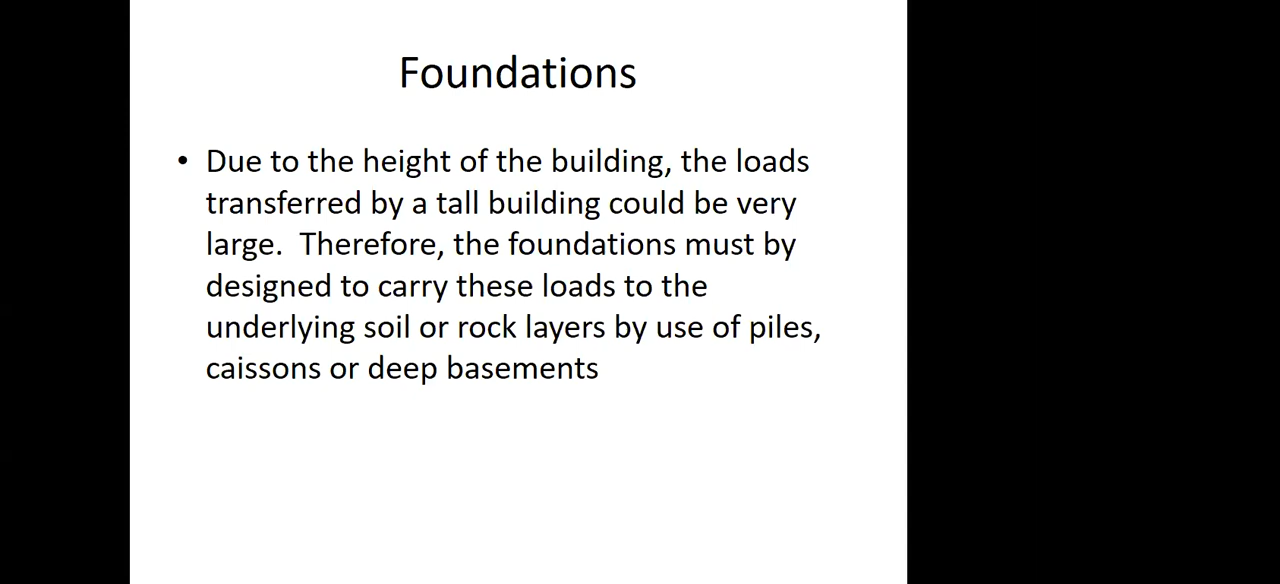 Foundations
• Due to the height of the building, the loads
transferred by a tall building could be very
large.  Therefore, the foundations must by
designed to carry these loads to the
underlying soil or rock layers by use of piles,
caissons or deep basements